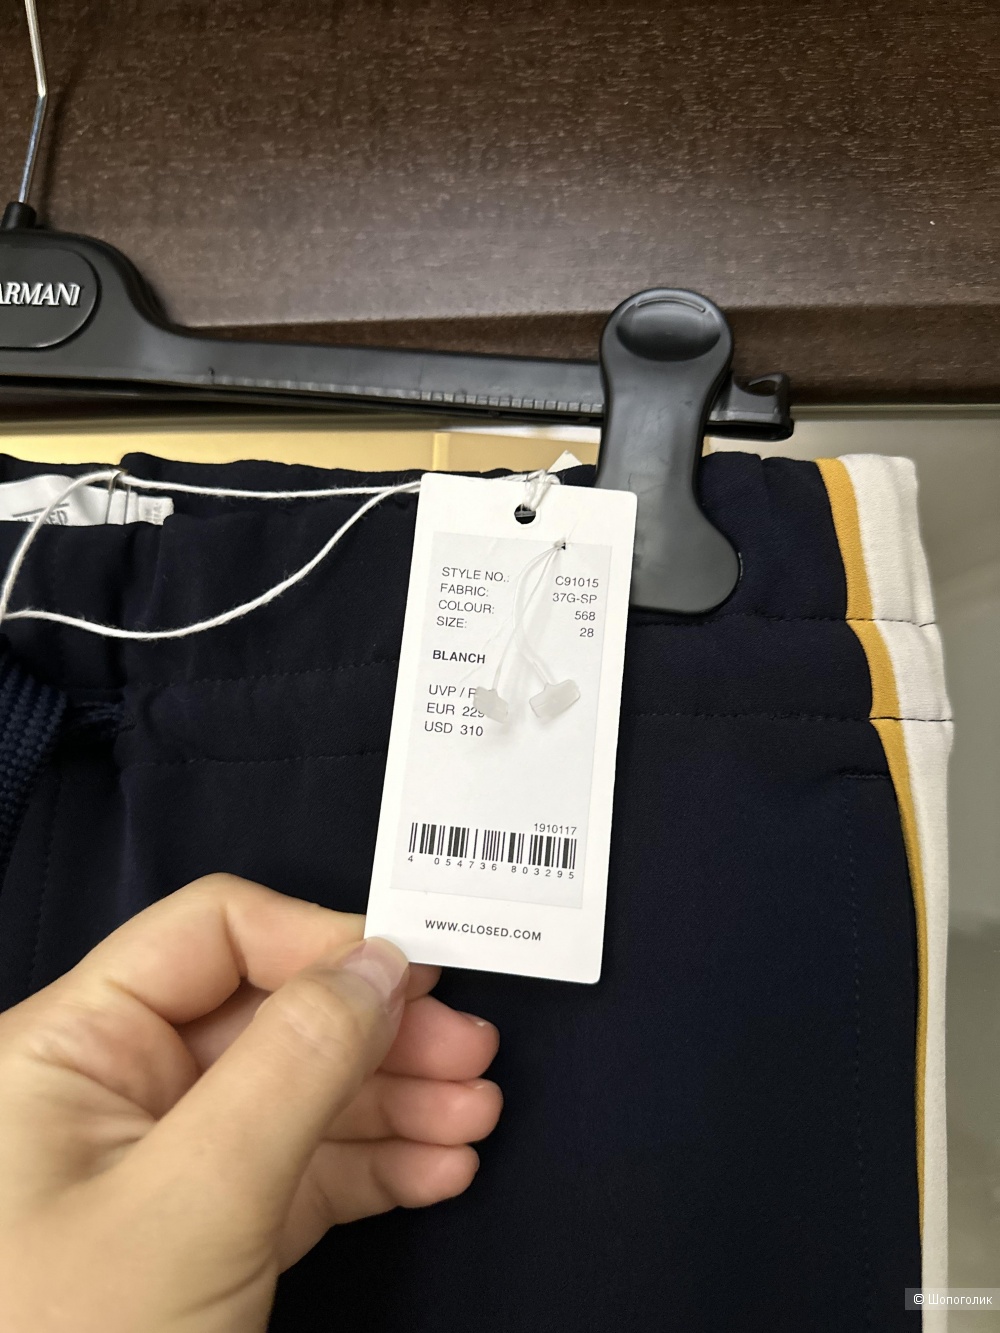 ARMANI
STYLE NO.: C91015
FABRIC: 37G-SP
COLOUR: 568
SIZE: 28
BLANCH
UVP /
EUR 229
USD 310
1910117
4 054736 803295
WWW.CLOSED.COM
© Шопоголик